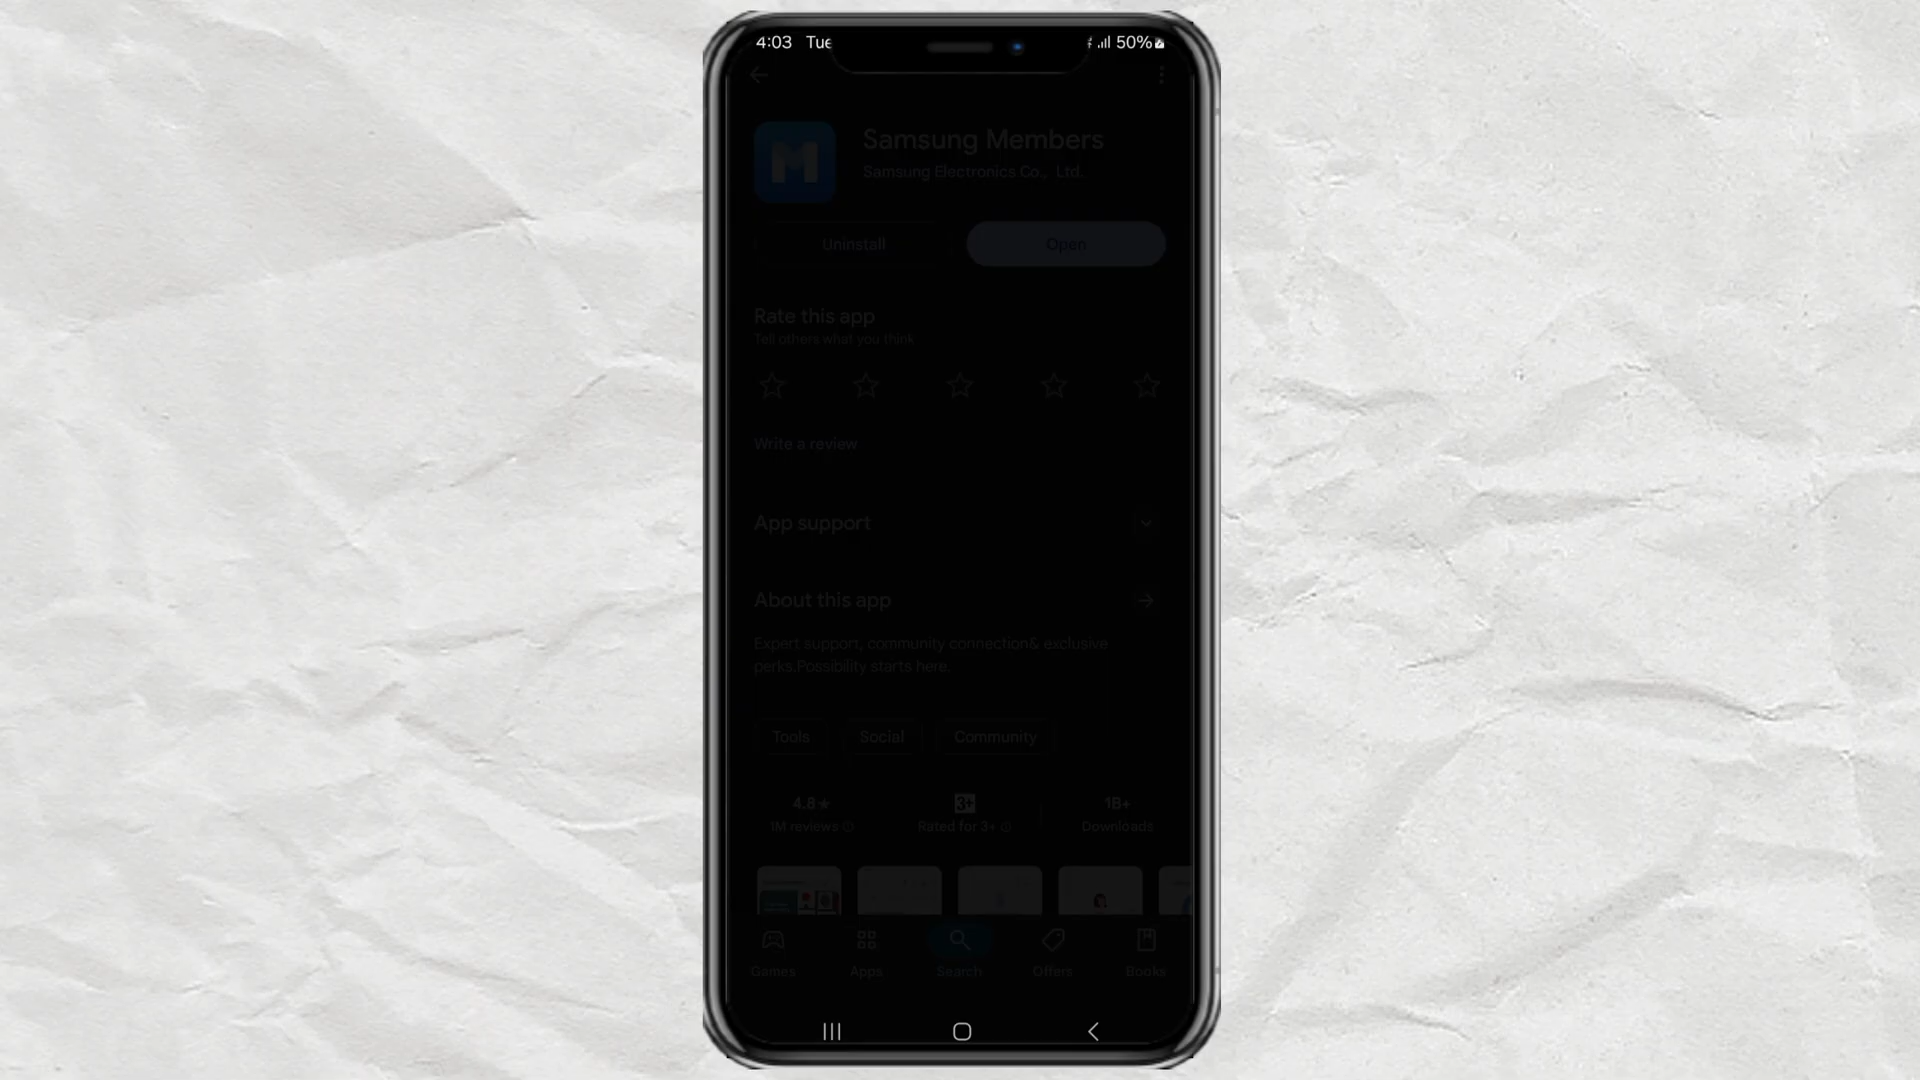 4:03 Tue
50%
Samsung Members
Samsung Electronics Co., Ltd.
Uninstall
Open
Rate this app
Tell others what you think
Write a review
App support
About this app
Expert support, community connection& exclusive
perks.Possibility starts here.
Tools
Social
Community
4.8★
3+
1B+
1M reviews
Rated for 3+
Downloads
Games
Apps
Search
Offers
Books